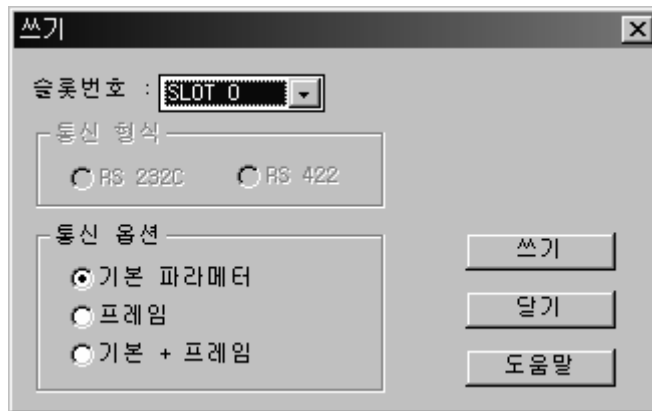 쓰기
슬롯번호 : SLOT 0
통신 형식
RS 232C RS 422
통신 옵션
기본 파라메터
프레임
기본 + 프레임
쓰기
닫기
도움말